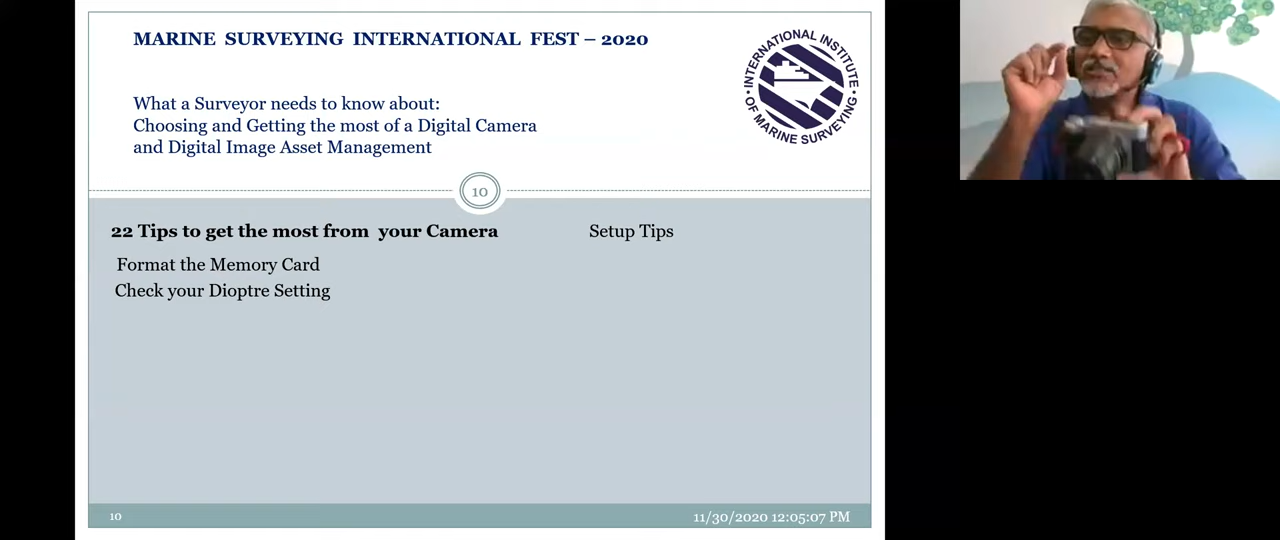 MARINE SURVEYING INTERNATIONAL FEST – 2020
What a Surveyor needs to know about:
Choosing and Getting the most of a Digital Camera
and Digital Image Asset Management
INTERNATIONAL INSTITUTE
• OF MARINE SURVEYING •
10
22 Tips to get the most from your Camera
Setup Tips
Format the Memory Card
Check your Dioptre Setting
10
11/30/2020 12:05:07 PM